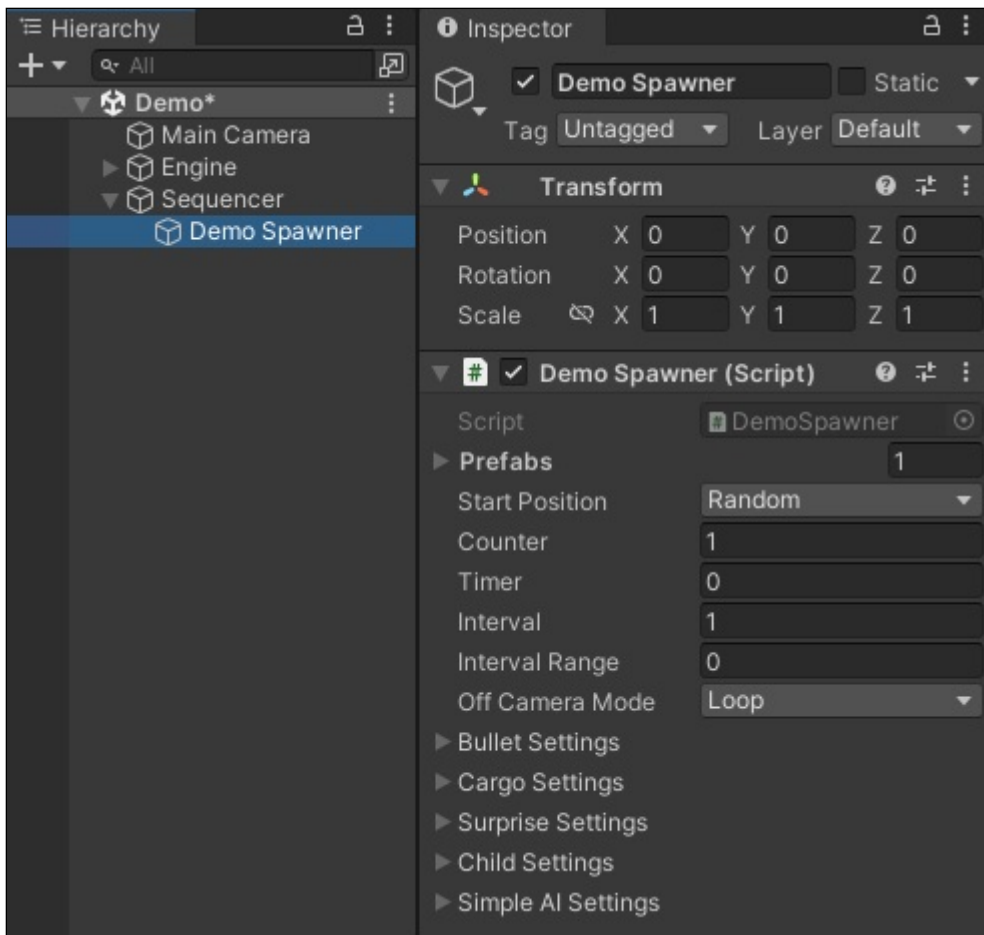 Hierarchy
All
Demo*
Main Camera
Engine
Sequencer
Demo Spawner
Inspector
Demo Spawner
Static
Tag Untagged Layer Default
Transform
Position X 0 Y 0 Z 0
Rotation X 0 Y 0 Z 0
Scale X 1 Y 1 Z 1
# Demo Spawner (Script)
Script # DemoSpawner
Prefabs 1
Start Position Random
Counter 1
Timer 0
Interval 1
Interval Range 0
Off Camera Mode Loop
Bullet Settings
Cargo Settings
Surprise Settings
Child Settings
Simple AI Settings